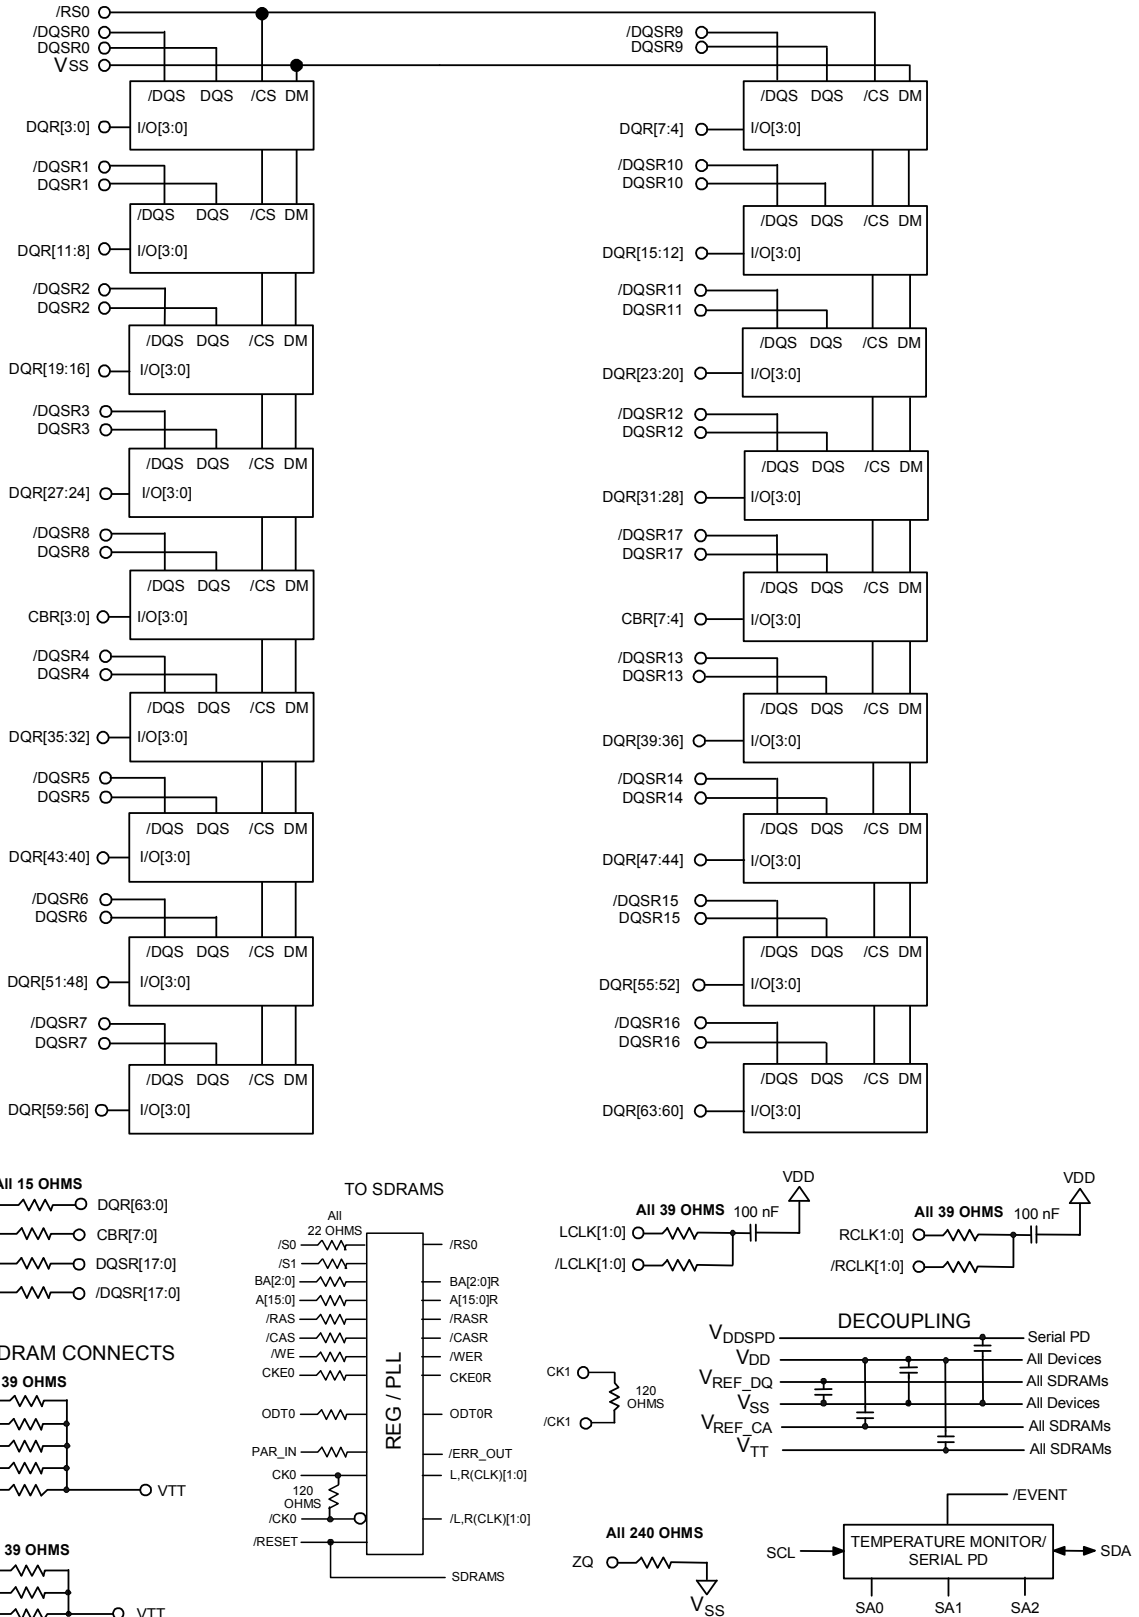 /RS0
/DQSR0
DQSR0
VSS
/DQS DQS /CS DM
DQR[3:0] I/O[3:0]
/DQSR1
DQSR1
/DQS DQS /CS DM
DQR[11:8] I/O[3:0]
/DQSR2
DQSR2
/DQS DQS /CS DM
DQR[19:16] I/O[3:0]
/DQSR3
DQSR3
/DQS DQS /CS DM
DQR[27:24] I/O[3:0]
/DQSR8
DQSR8
/DQS DQS /CS DM
CBR[3:0] I/O[3:0]
/DQSR4
DQSR4
/DQS DQS /CS DM
DQR[35:32] I/O[3:0]
/DQSR5
DQSR5
/DQS DQS /CS DM
DQR[43:40] I/O[3:0]
/DQSR6
DQSR6
/DQS DQS /CS DM
DQR[51:48] I/O[3:0]
/DQSR7
DQSR7
/DQS DQS /CS DM
DQR[59:56] I/O[3:0]
/DQSR9
DQSR9
/DQS DQS /CS DM
DQR[7:4] I/O[3:0]
/DQSR10
DQSR10
/DQS DQS /CS DM
DQR[15:12] I/O[3:0]
/DQSR11
DQSR11
/DQS DQS /CS DM
DQR[23:20] I/O[3:0]
/DQSR12
DQSR12
/DQS DQS /CS DM
DQR[31:28] I/O[3:0]
/DQSR17
DQSR17
/DQS DQS /CS DM
CBR[7:4] I/O[3:0]
/DQSR13
DQSR13
/DQS DQS /CS DM
DQR[39:36] I/O[3:0]
/DQSR14
DQSR14
/DQS DQS /CS DM
DQR[47:44] I/O[3:0]
/DQSR15
DQSR15
/DQS DQS /CS DM
DQR[55:52] I/O[3:0]
/DQSR16
DQSR16
/DQS DQS /CS DM
DQR[63:60] I/O[3:0]
15 OHMS
DQR[63:0]
CBR[7:0]
DQSR[17:0]
/DQSR[17:0]
CONNECTS
39 OHMS
VTT
39 OHMS
VTT
TO SDRAMS
All
22 OHMS
/S0 /RS0
/S1
BA[2:0] BA[2:0]R
A[15:0] A[15:0]R
/RAS /RASR
/CAS /CASR
/WE /WER
CKE0 CKE0R
ODT0 ODT0R
PAR_IN /ERR_OUT
CK0 L,R(CLK)[1:0]
120
OHMS
/CK0 /L,R(CLK)[1:0]
/RESET
SDRAMS
REG / PLL
VDD
All 39 OHMS 100 nF
LCLK[1:0]
/LCLK[1:0]
VDD
All 39 OHMS 100 nF
RCLK1:0]
/RCLK[1:0]
CK1
120
OHMS
/CK1
DECOUPLING
VDDSPD Serial PD
VDD All Devices
VREF_DQ All SDRAMs
VSS All Devices
VREF_CA All SDRAMs
VTT All SDRAMs
All 240 OHMS
ZQ
VSS
/EVENT
SCL TEMPERATURE MONITOR/ SDA
SERIAL PD
SA0 SA1 SA2